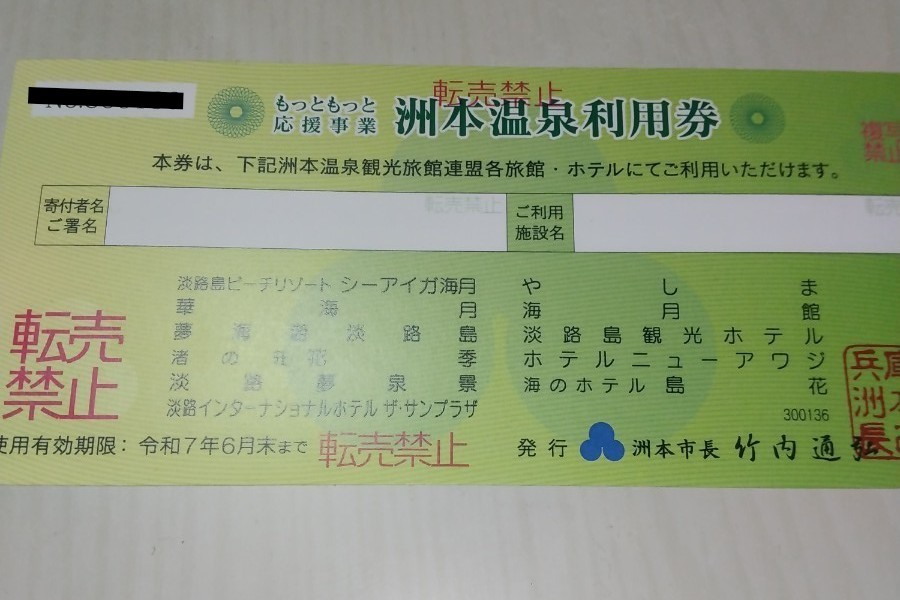 転売禁止
もっともっと
応援事業 洲本温泉利用券
本券は、下記洲本温泉観光旅館連盟各旅館・ホテルにてご利用いただけます。
寄付者名
ご署名
転売禁止
ご利用
施設名
転売
淡路島ビーチリゾート シーアイガ海月
華海月
夢海游淡路島
渚の荘花季
淡路夢泉景
淡路インターナショナルホテル ザ・サンプラザ
やしま
海月館
淡路島観光ホテル
ホテルニューアワジ
海のホテル島花
300136
転売
禁止
使用有効期限：令和7年6月末まで
転売禁止
発行 洲本市長 竹内通弘
兵庫
洲本